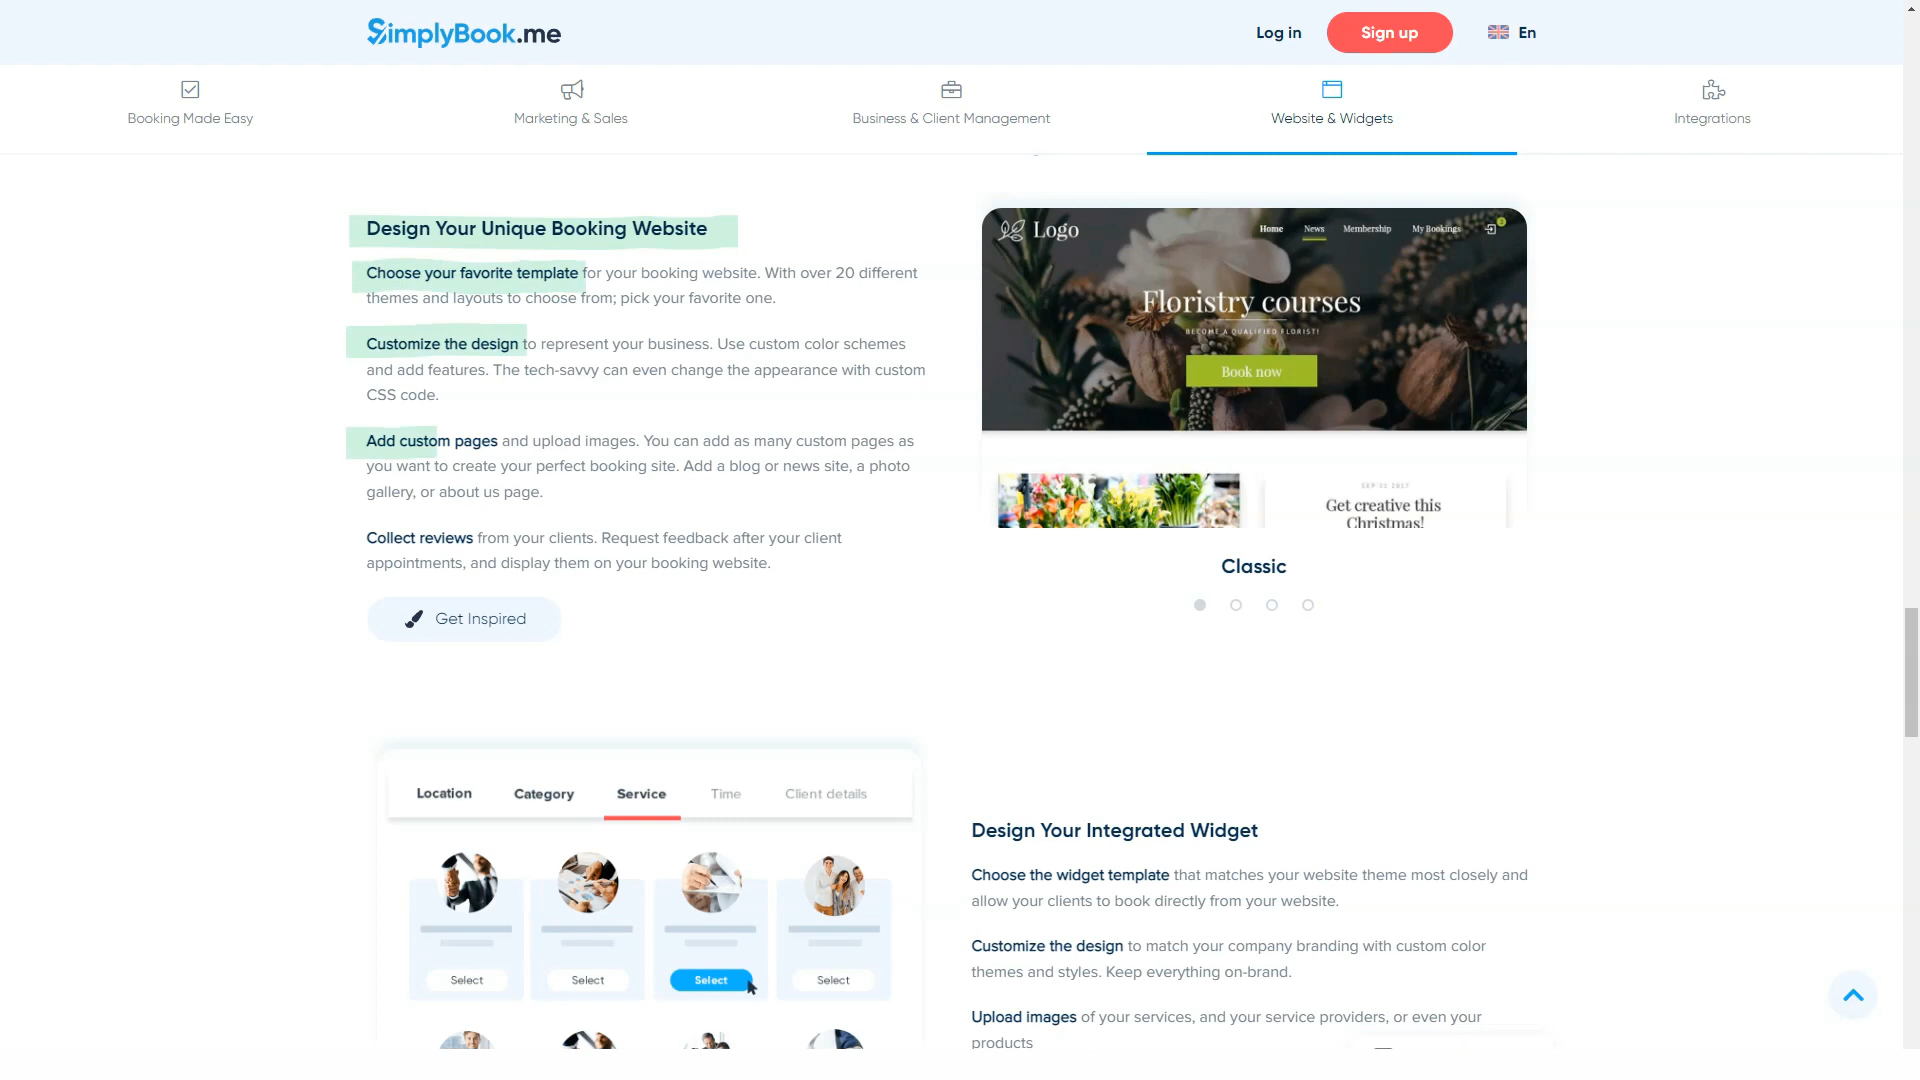 SimplyBook.me
Log in
Sign up
En
Booking Made Easy
Marketing & Sales
Business & Client Management
Website & Widgets
Integrations
Design Your Unique Booking Website
Choose your favorite template for your booking website. With over 20 different
themes and layouts to choose from; pick your favorite one.
Customize the design to represent your business. Use custom color schemes
and add features. The tech-savvy can even change the appearance with custom
CSS code.
Add custom pages and upload images. You can add as many custom pages as
you want to create your perfect booking site. Add a blog or news site, a photo
gallery, or about us page.
Collect reviews from your clients. Request feedback after your client
appointments, and display them on your booking website.
Get Inspired
Logo
Home
News
Membership
My Bookings
Floristry courses
BECOME A QUALIFIED FLORIST!
Book now
SEP 21 2017
Get creative this
Christmas!
Classic
Location
Category
Service
Time
Client details
Select
Select
Select
Select
Design Your Integrated Widget
Choose the widget template that matches your website theme most closely and
allow your clients to book directly from your website.
Customize the design to match your company branding with custom color
themes and styles. Keep everything on-brand.
Upload images of your services, and your service providers, or even your
products